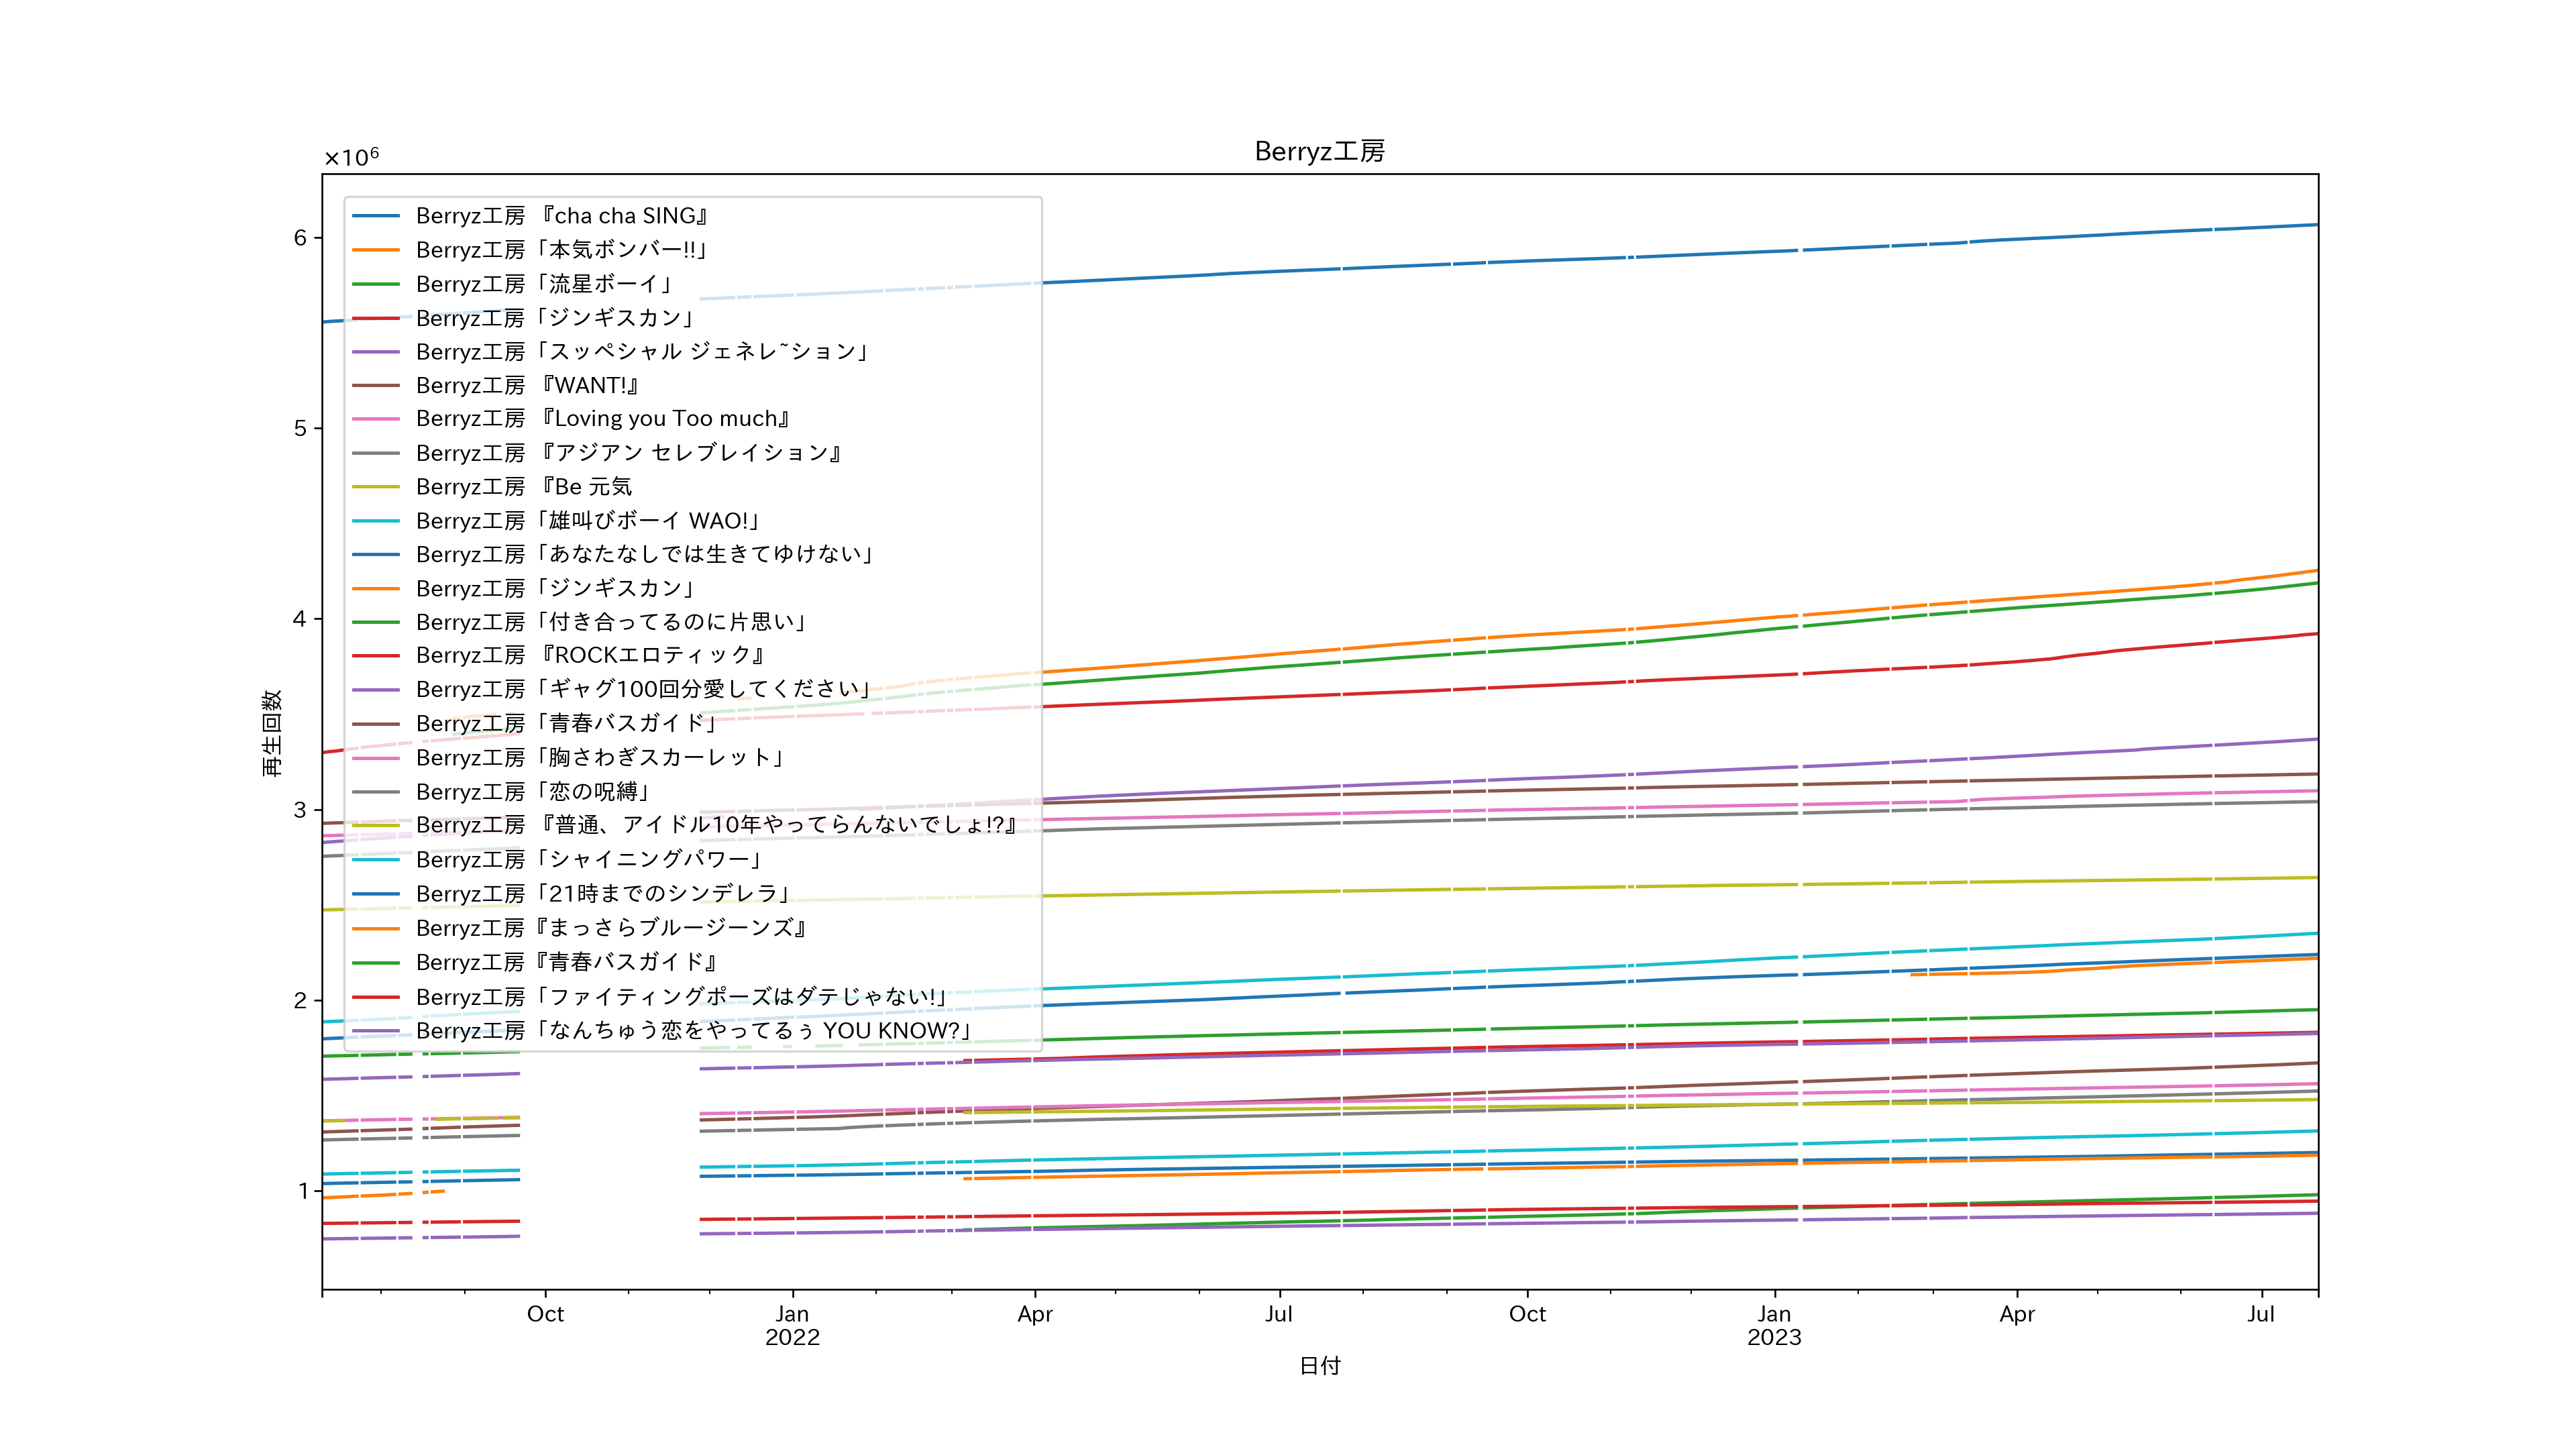 Berryz工房
×10⁶
6
5
4
3
2
1
再生回数
Berryz工房 『cha cha SING』
Berryz工房「本気ボンバー!!」
Berryz工房「流星ボーイ」
Berryz工房「ジンギスカン」
Berryz工房「スッペシャル ジェネレ~ション」
Berryz工房 『WANT!』
Berryz工房 『Loving you Too much』
Berryz工房 『アジアン セレブレイション』
Berryz工房 『Be 元気
Berryz工房「雄叫びボーイ WAO!」
Berryz工房「あなたなしでは生きてゆけない」
Berryz工房「ジンギスカン」
Berryz工房「付き合ってるのに片思い」
Berryz工房 『ROCKエロティック』
Berryz工房「ギャグ100回分愛してください」
Berryz工房「青春バスガイド」
Berryz工房「胸さわぎスカーレット」
Berryz工房「恋の呪縛」
Berryz工房 『普通、アイドル10年やってらんないでしょ!?』
Berryz工房「シャイニングパワー」
Berryz工房「21時までのシンデレラ」
Berryz工房『まっさらブルージーンズ』
Berryz工房『青春バスガイド』
Berryz工房「ファイティングポーズはダテじゃない!」
Berryz工房「なんちゅう恋をやってるぅ YOU KNOW?」
Oct Jan Apr Jul Oct Jan Apr Jul
2022 2023
日付